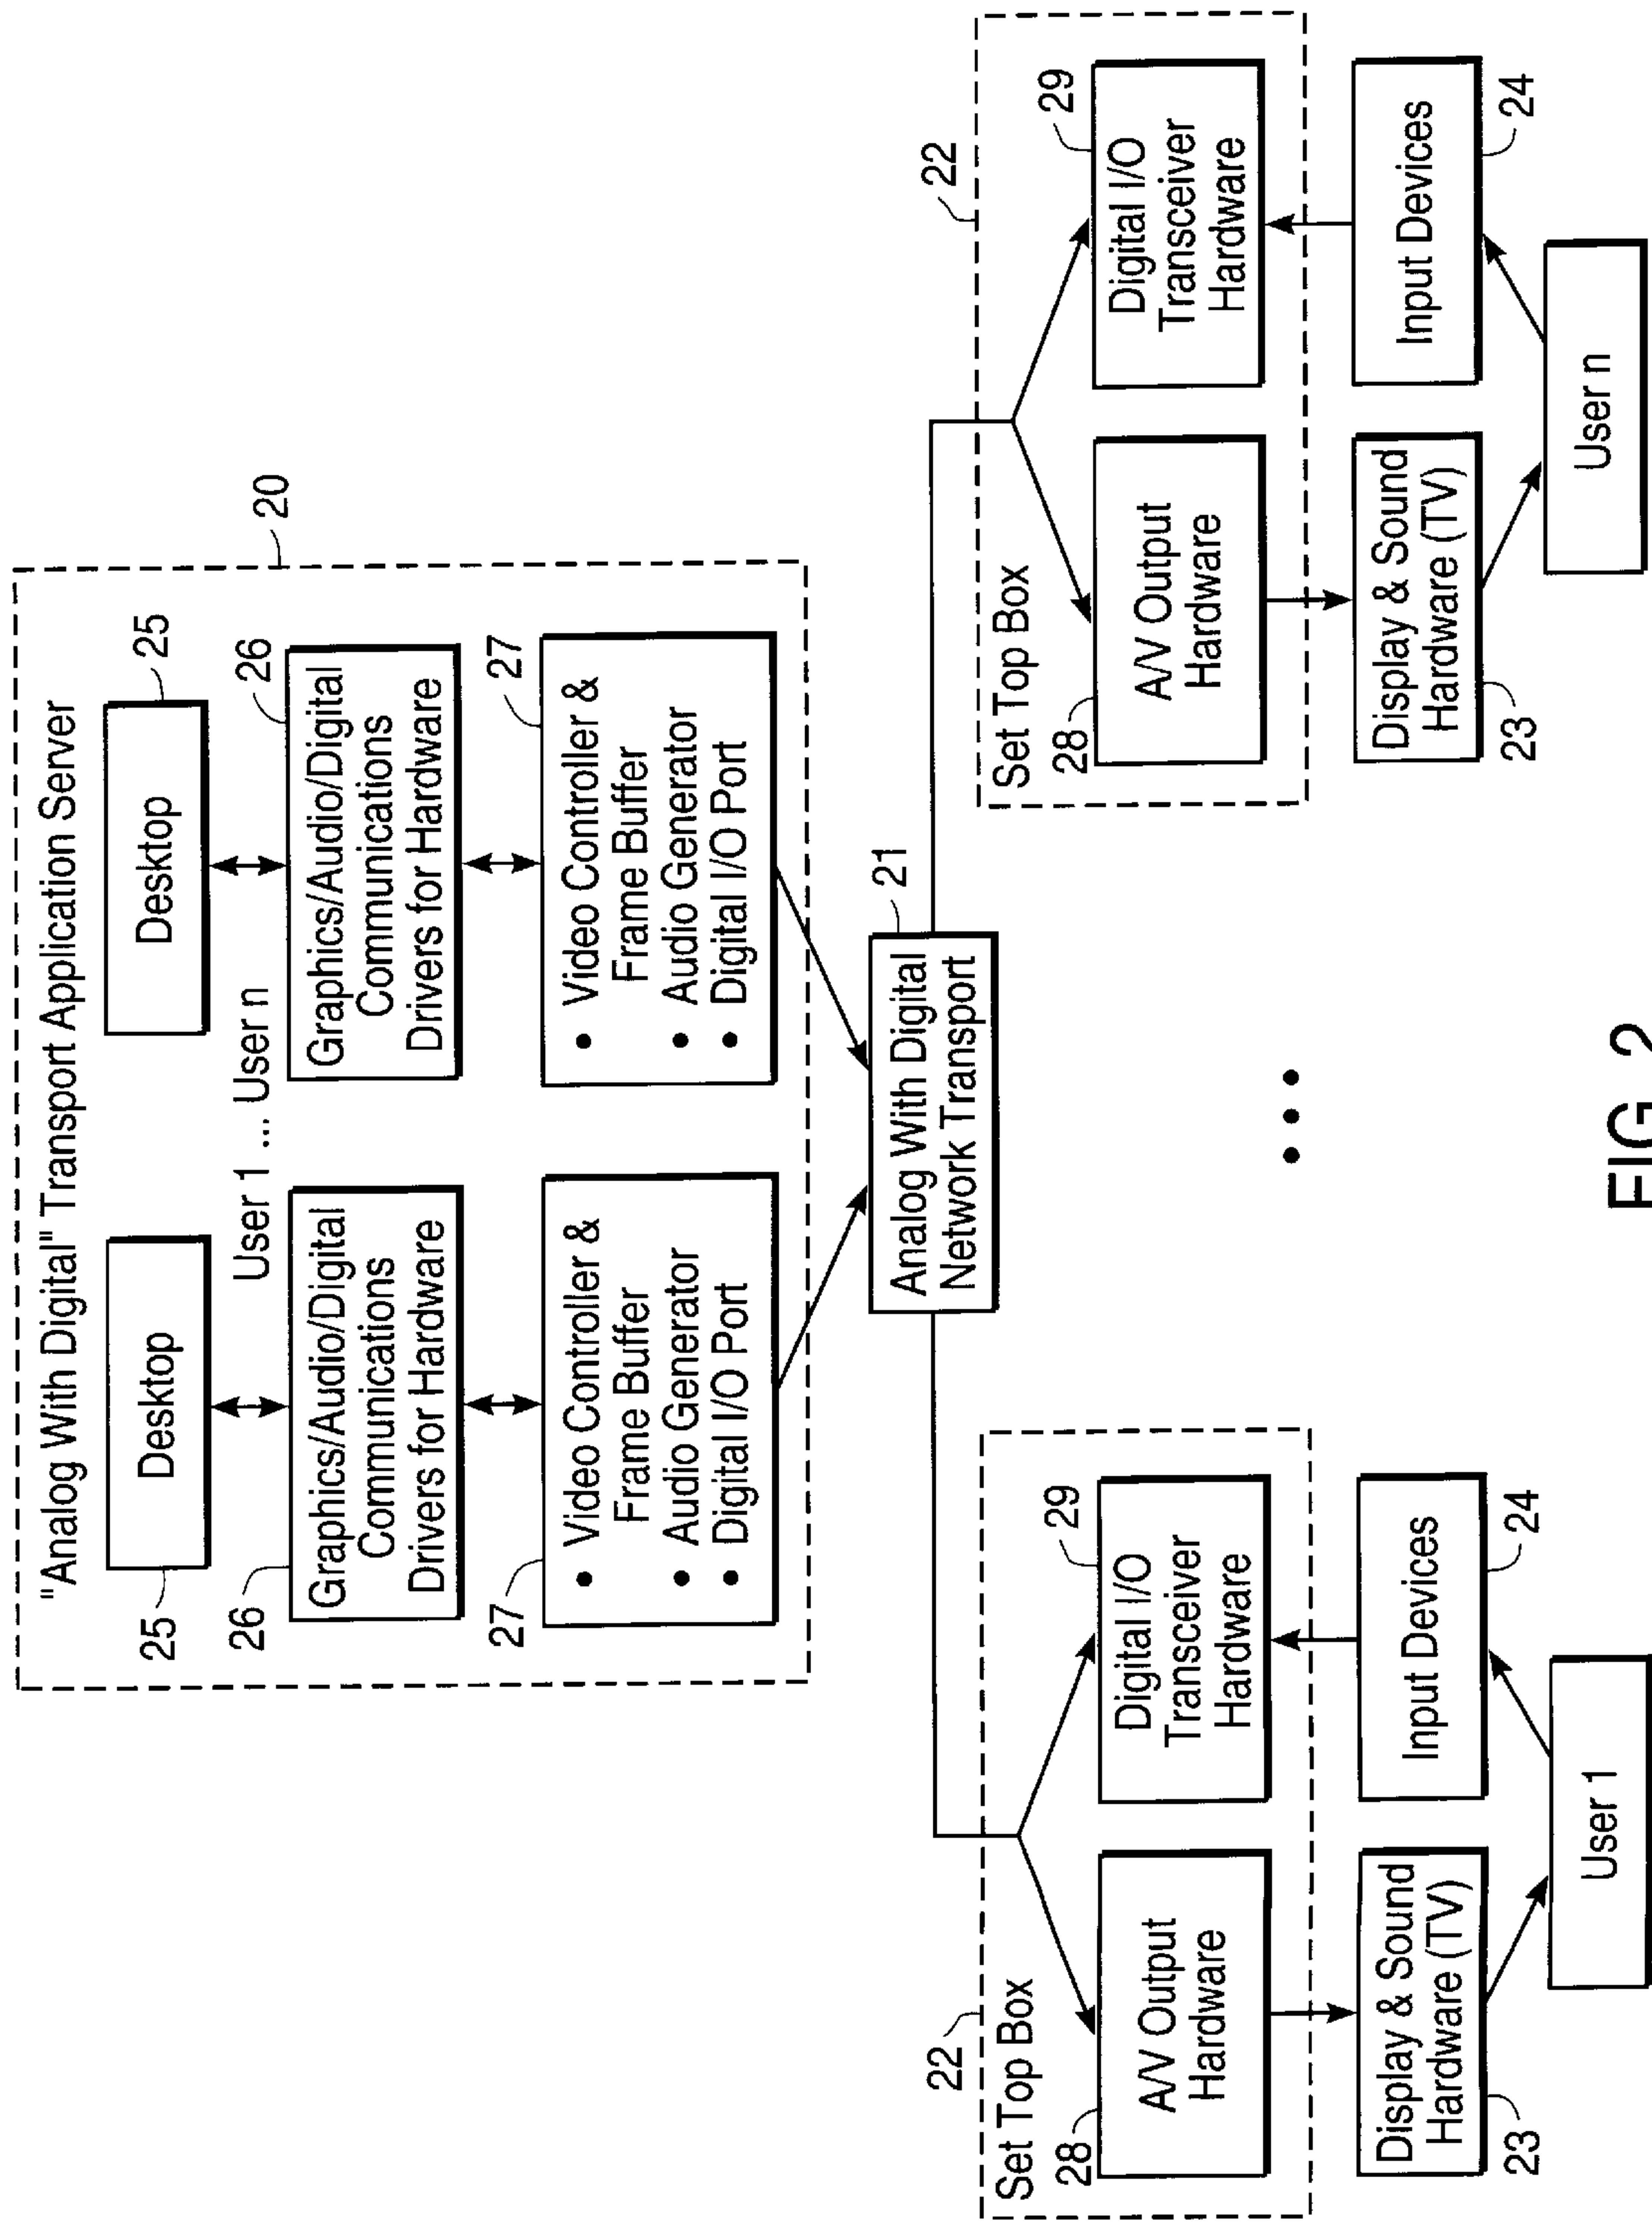 "Analog With Digital" Transport Application Server
20
25
Desktop
Desktop
25
User 1 ... User n
26
Graphics/Audio/Digital
Communications
Drivers for Hardware
26
Graphics/Audio/Digital
Communications
Drivers for Hardware
27
• Video Controller &
Frame Buffer
• Audio Generator
• Digital I/O Port
27
• Video Controller &
Frame Buffer
• Audio Generator
• Digital I/O Port
Analog With Digital
Network Transport
21
22
Set Top Box
28
A/V Output
Hardware
29
Digital I/O
Transceiver
Hardware
Display & Sound
Hardware (TV)
23
Input Devices
24
User 1
• • •
22
Set Top Box
28
A/V Output
Hardware
29
Digital I/O
Transceiver
Hardware
Display & Sound
Hardware (TV)
23
Input Devices
24
User n
FIG. 2